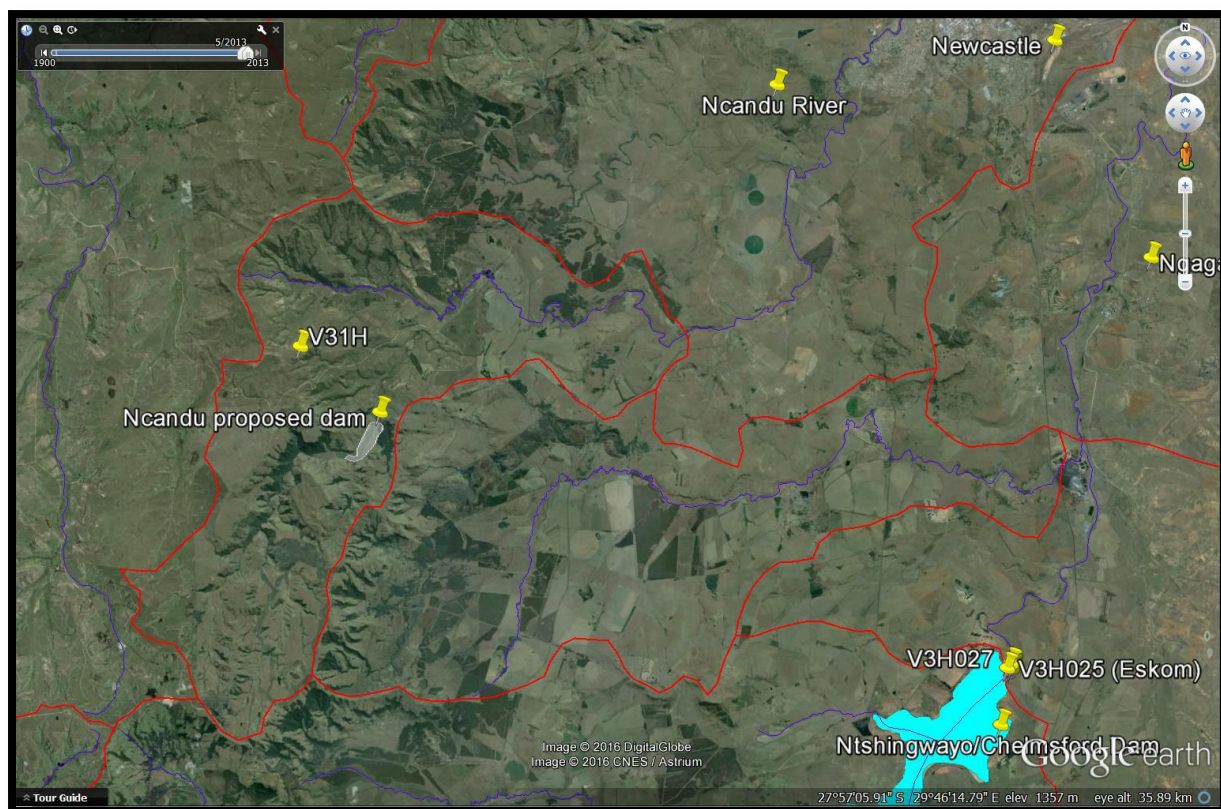 5/2013
1900
2013
Newcastle
N
Ncandu River
V31H
Ncandu proposed dam
V3H027
V3H025 (Eskom)
Ntshingwayo/Chelmsford Dam
Image © 2016 DigitalGlobe
Image © 2016 CNES / Astrium
Google earth
Tour Guide
27°57'05.91" S 29°46'14.79" E elev 1357 m eye alt 35.89 km